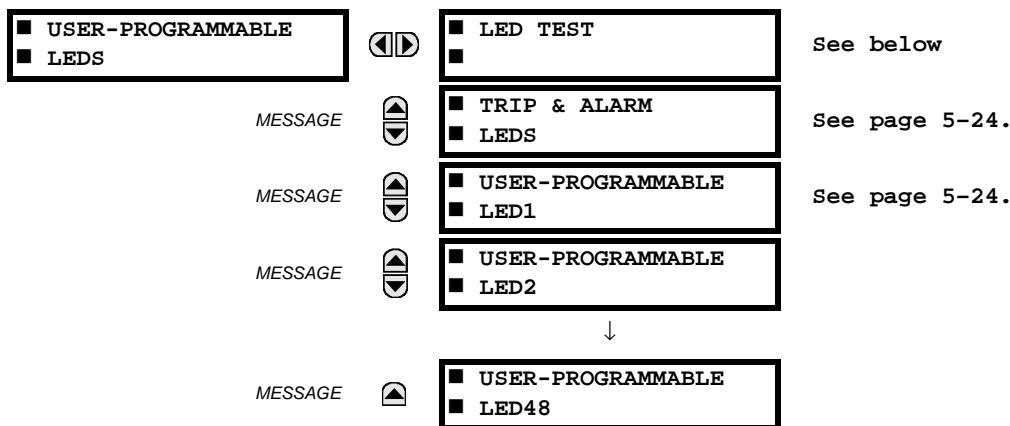 ■ USER-PROGRAMMABLE
■ LEDS
■ LED TEST
■
See below
MESSAGE
■ TRIP & ALARM
■ LEDS
See page 5–24.
MESSAGE
■ USER-PROGRAMMABLE
■ LED1
See page 5–24.
MESSAGE
■ USER-PROGRAMMABLE
■ LED2
↓
MESSAGE
■ USER-PROGRAMMABLE
■ LED48